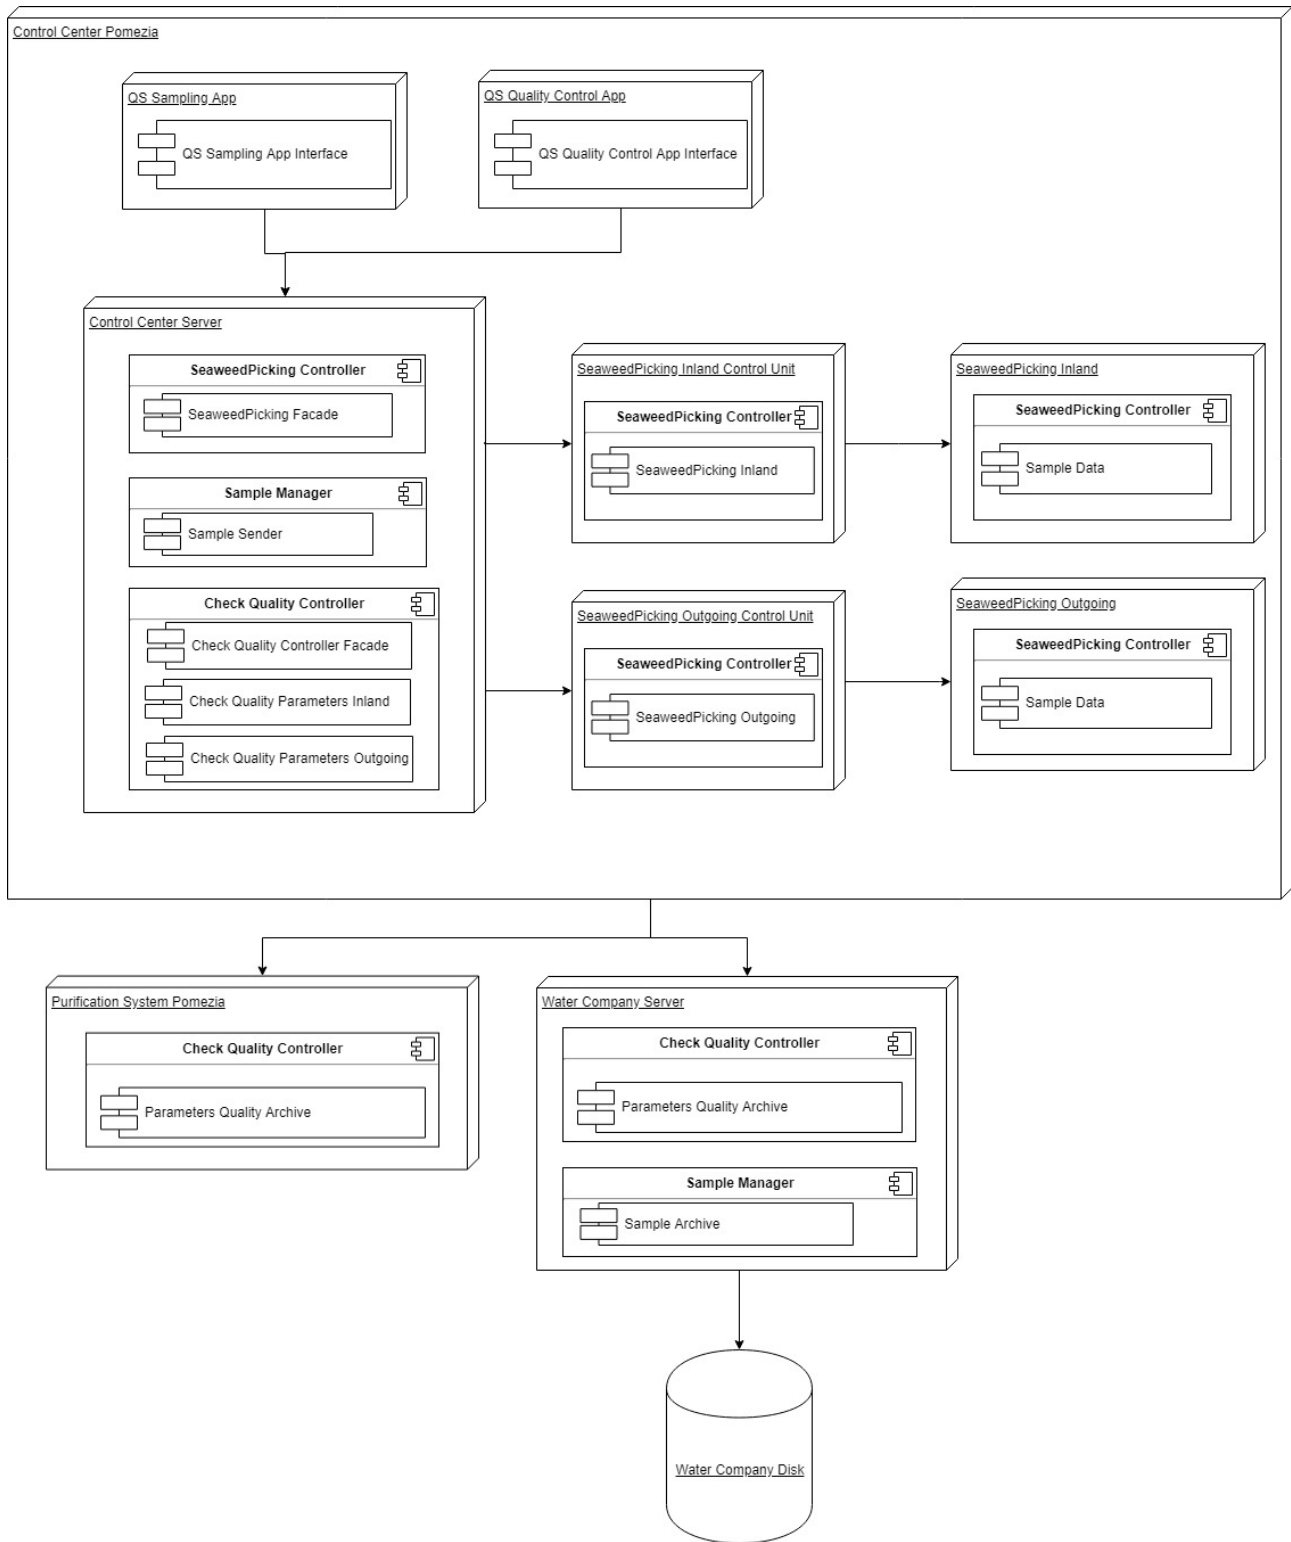 Control Center Pomezia
QS Sampling App
QS Sampling App Interface
QS Quality Control App
QS Quality Control App Interface
Control Center Server
SeaweedPicking Controller
SeaweedPicking Facade
Sample Manager
Sample Sender
Check Quality Controller
Check Quality Controller Facade
Check Quality Parameters Inland
Check Quality Parameters Outgoing
SeaweedPicking Inland Control Unit
SeaweedPicking Controller
SeaweedPicking Inland
SeaweedPicking Inland
SeaweedPicking Controller
Sample Data
SeaweedPicking Outgoing Control Unit
SeaweedPicking Controller
SeaweedPicking Outgoing
SeaweedPicking Outgoing
SeaweedPicking Controller
Sample Data
Purification System Pomezia
Check Quality Controller
Parameters Quality Archive
Water Company Server
Check Quality Controller
Parameters Quality Archive
Sample Manager
Sample Archive
Water Company Disk